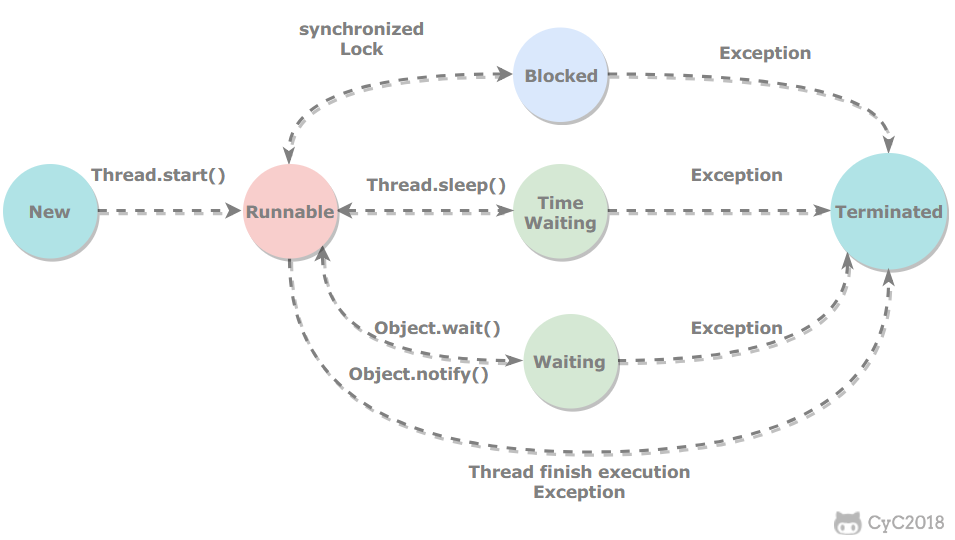 synchronized
Lock
Blocked
Exception
Thread.start()
New
Runnable
Thread.sleep()
Time
Waiting
Exception
Terminated
Object.wait()
Object.notify()
Waiting
Exception
Thread finish execution
Exception
CyC2018